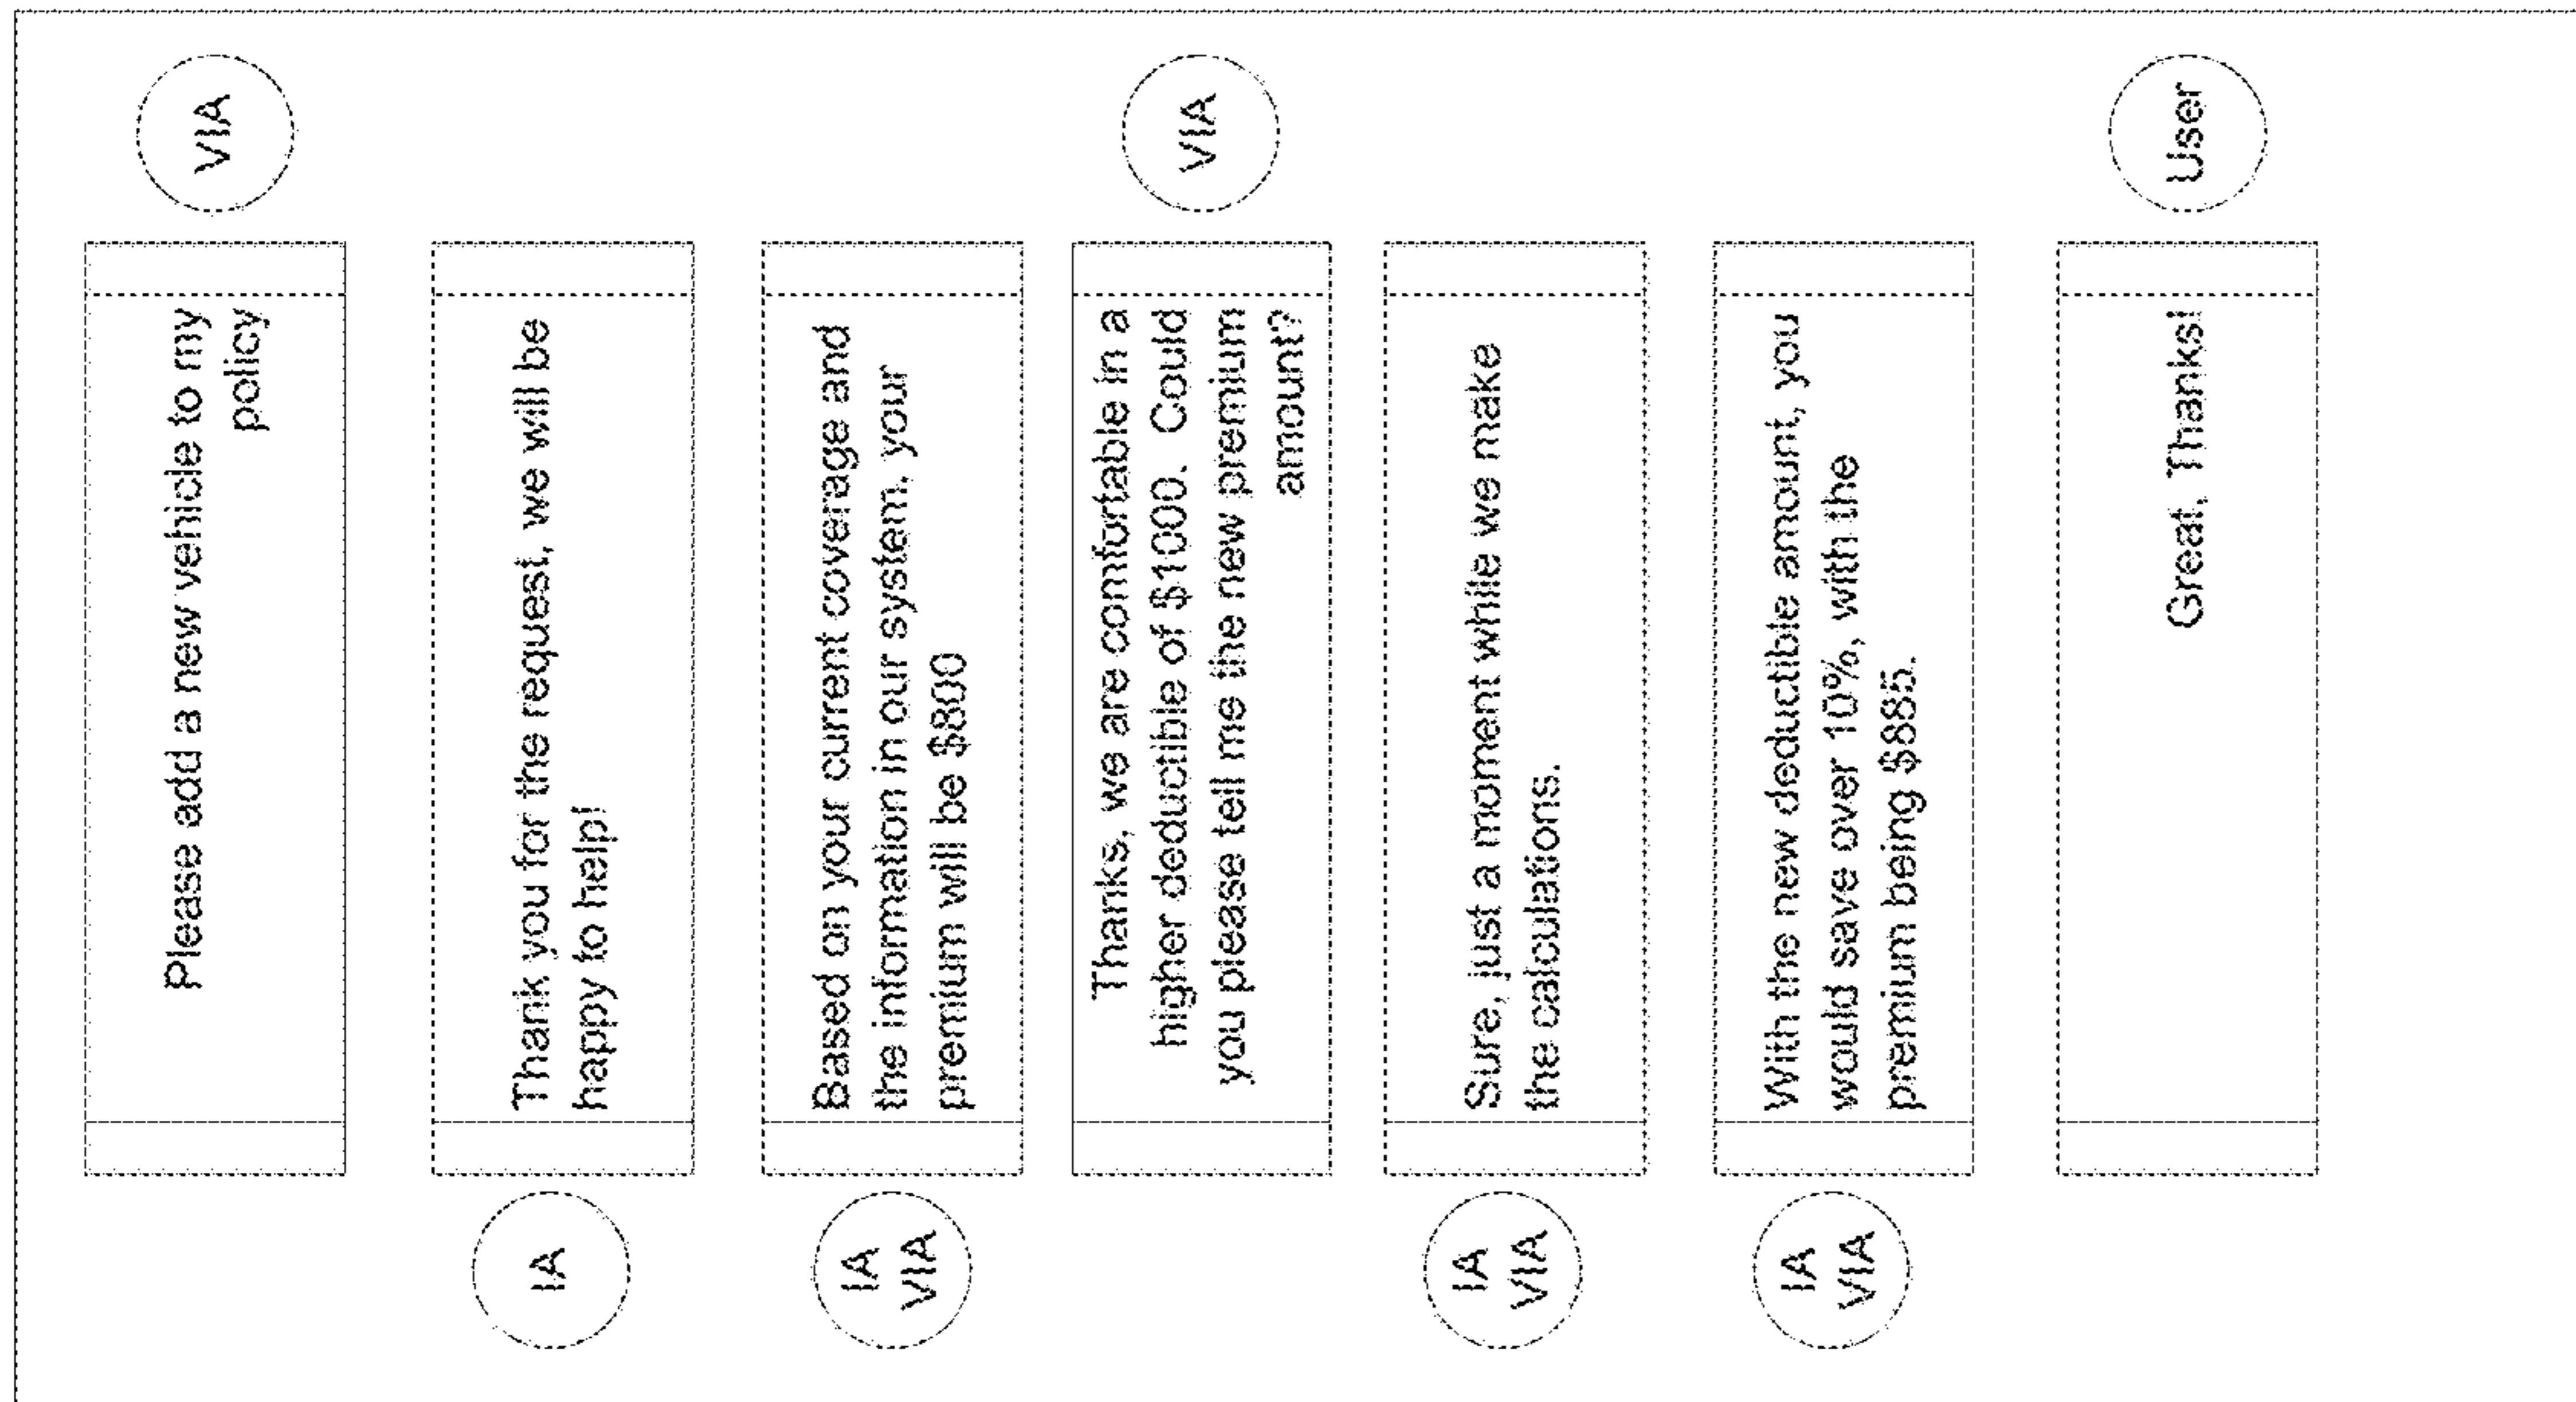 Please add a new vehicle to my
policy
VIA
IA
Thank you for the request, we will be
happy to help!
IA
VIA
Based on your current coverage and
the information in our system, your
premium will be $800
Thanks, we are comfortable in a
higher deductible of $1000. Could
you please tell me the new premium
amount?
VIA
IA
VIA
Sure, just a moment while we make
the calculations.
IA
VIA
With the new deductible amount, you
would save over 10%, with the
premium being $885.
Great, Thanks!
User